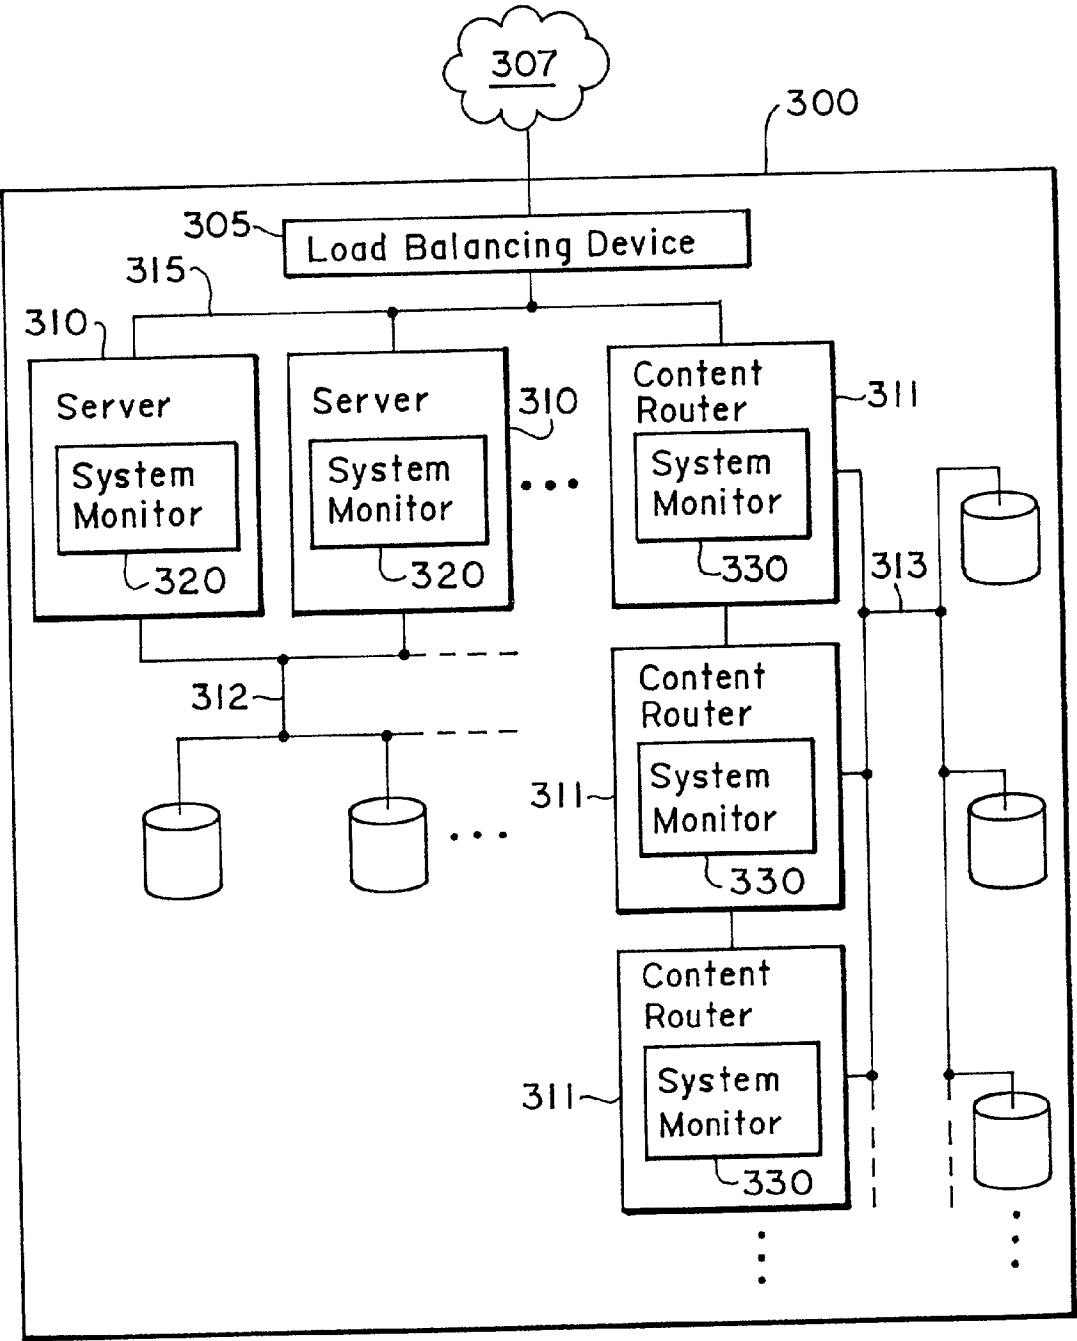 307
300
305
Load Balancing Device
315
310
Server
System
Monitor
320
Server
310
System
Monitor
320
Content
Router
311
System
Monitor
330
313
312
Content
Router
311
System
Monitor
330
Content
Router
311
System
Monitor
330